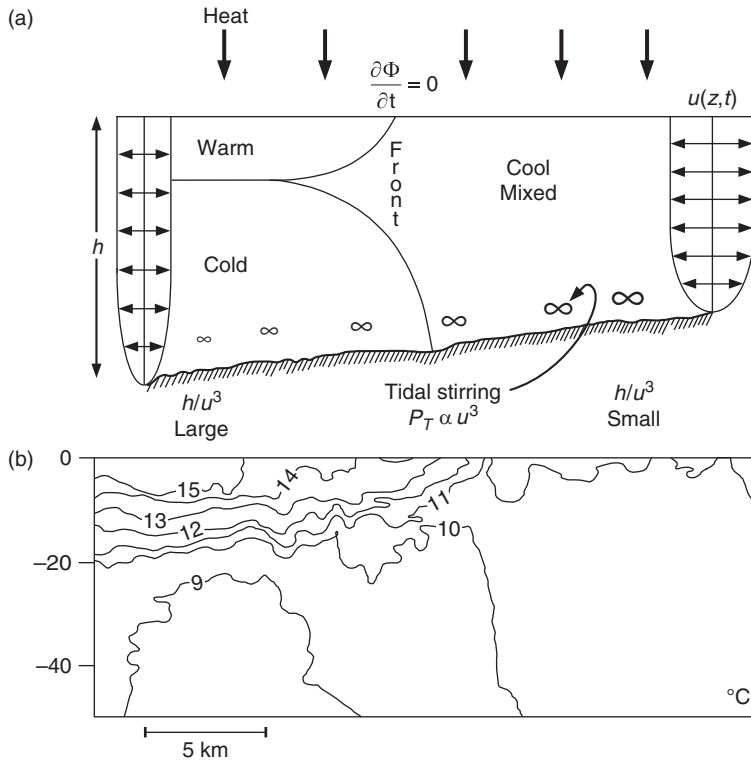 (a)
Heat
∂Φ/∂t = 0
u(z,t)
Warm
Front
Cool
Mixed
h
Cold
∞ ∞ ∞ ∞ ∞ ∞
h/u³
Large
Tidal stirring
P_T α u³
h/u³
Small
(b)
0
15
14
13
12
11
10
−20
9
−40
°C
5 km